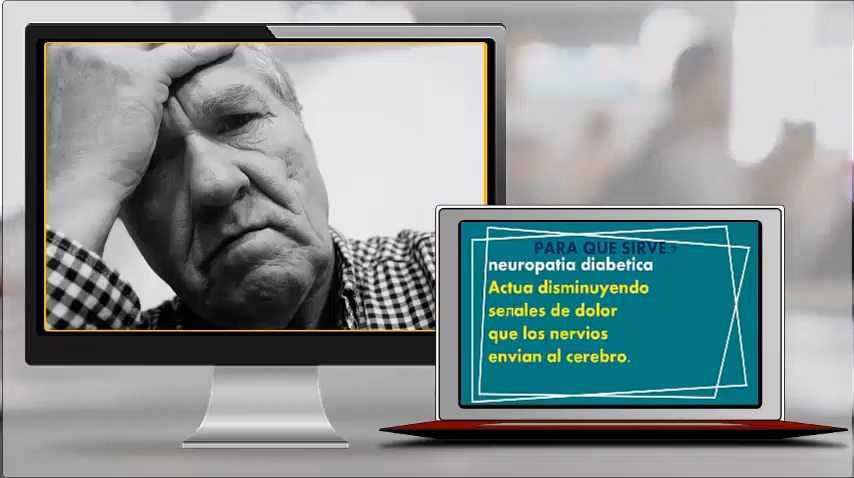 PARA QUE SIRVE.?
neuropatia diabetica
Actua disminuyendo
senales de dolor
que los nervios
envian al cerebro.